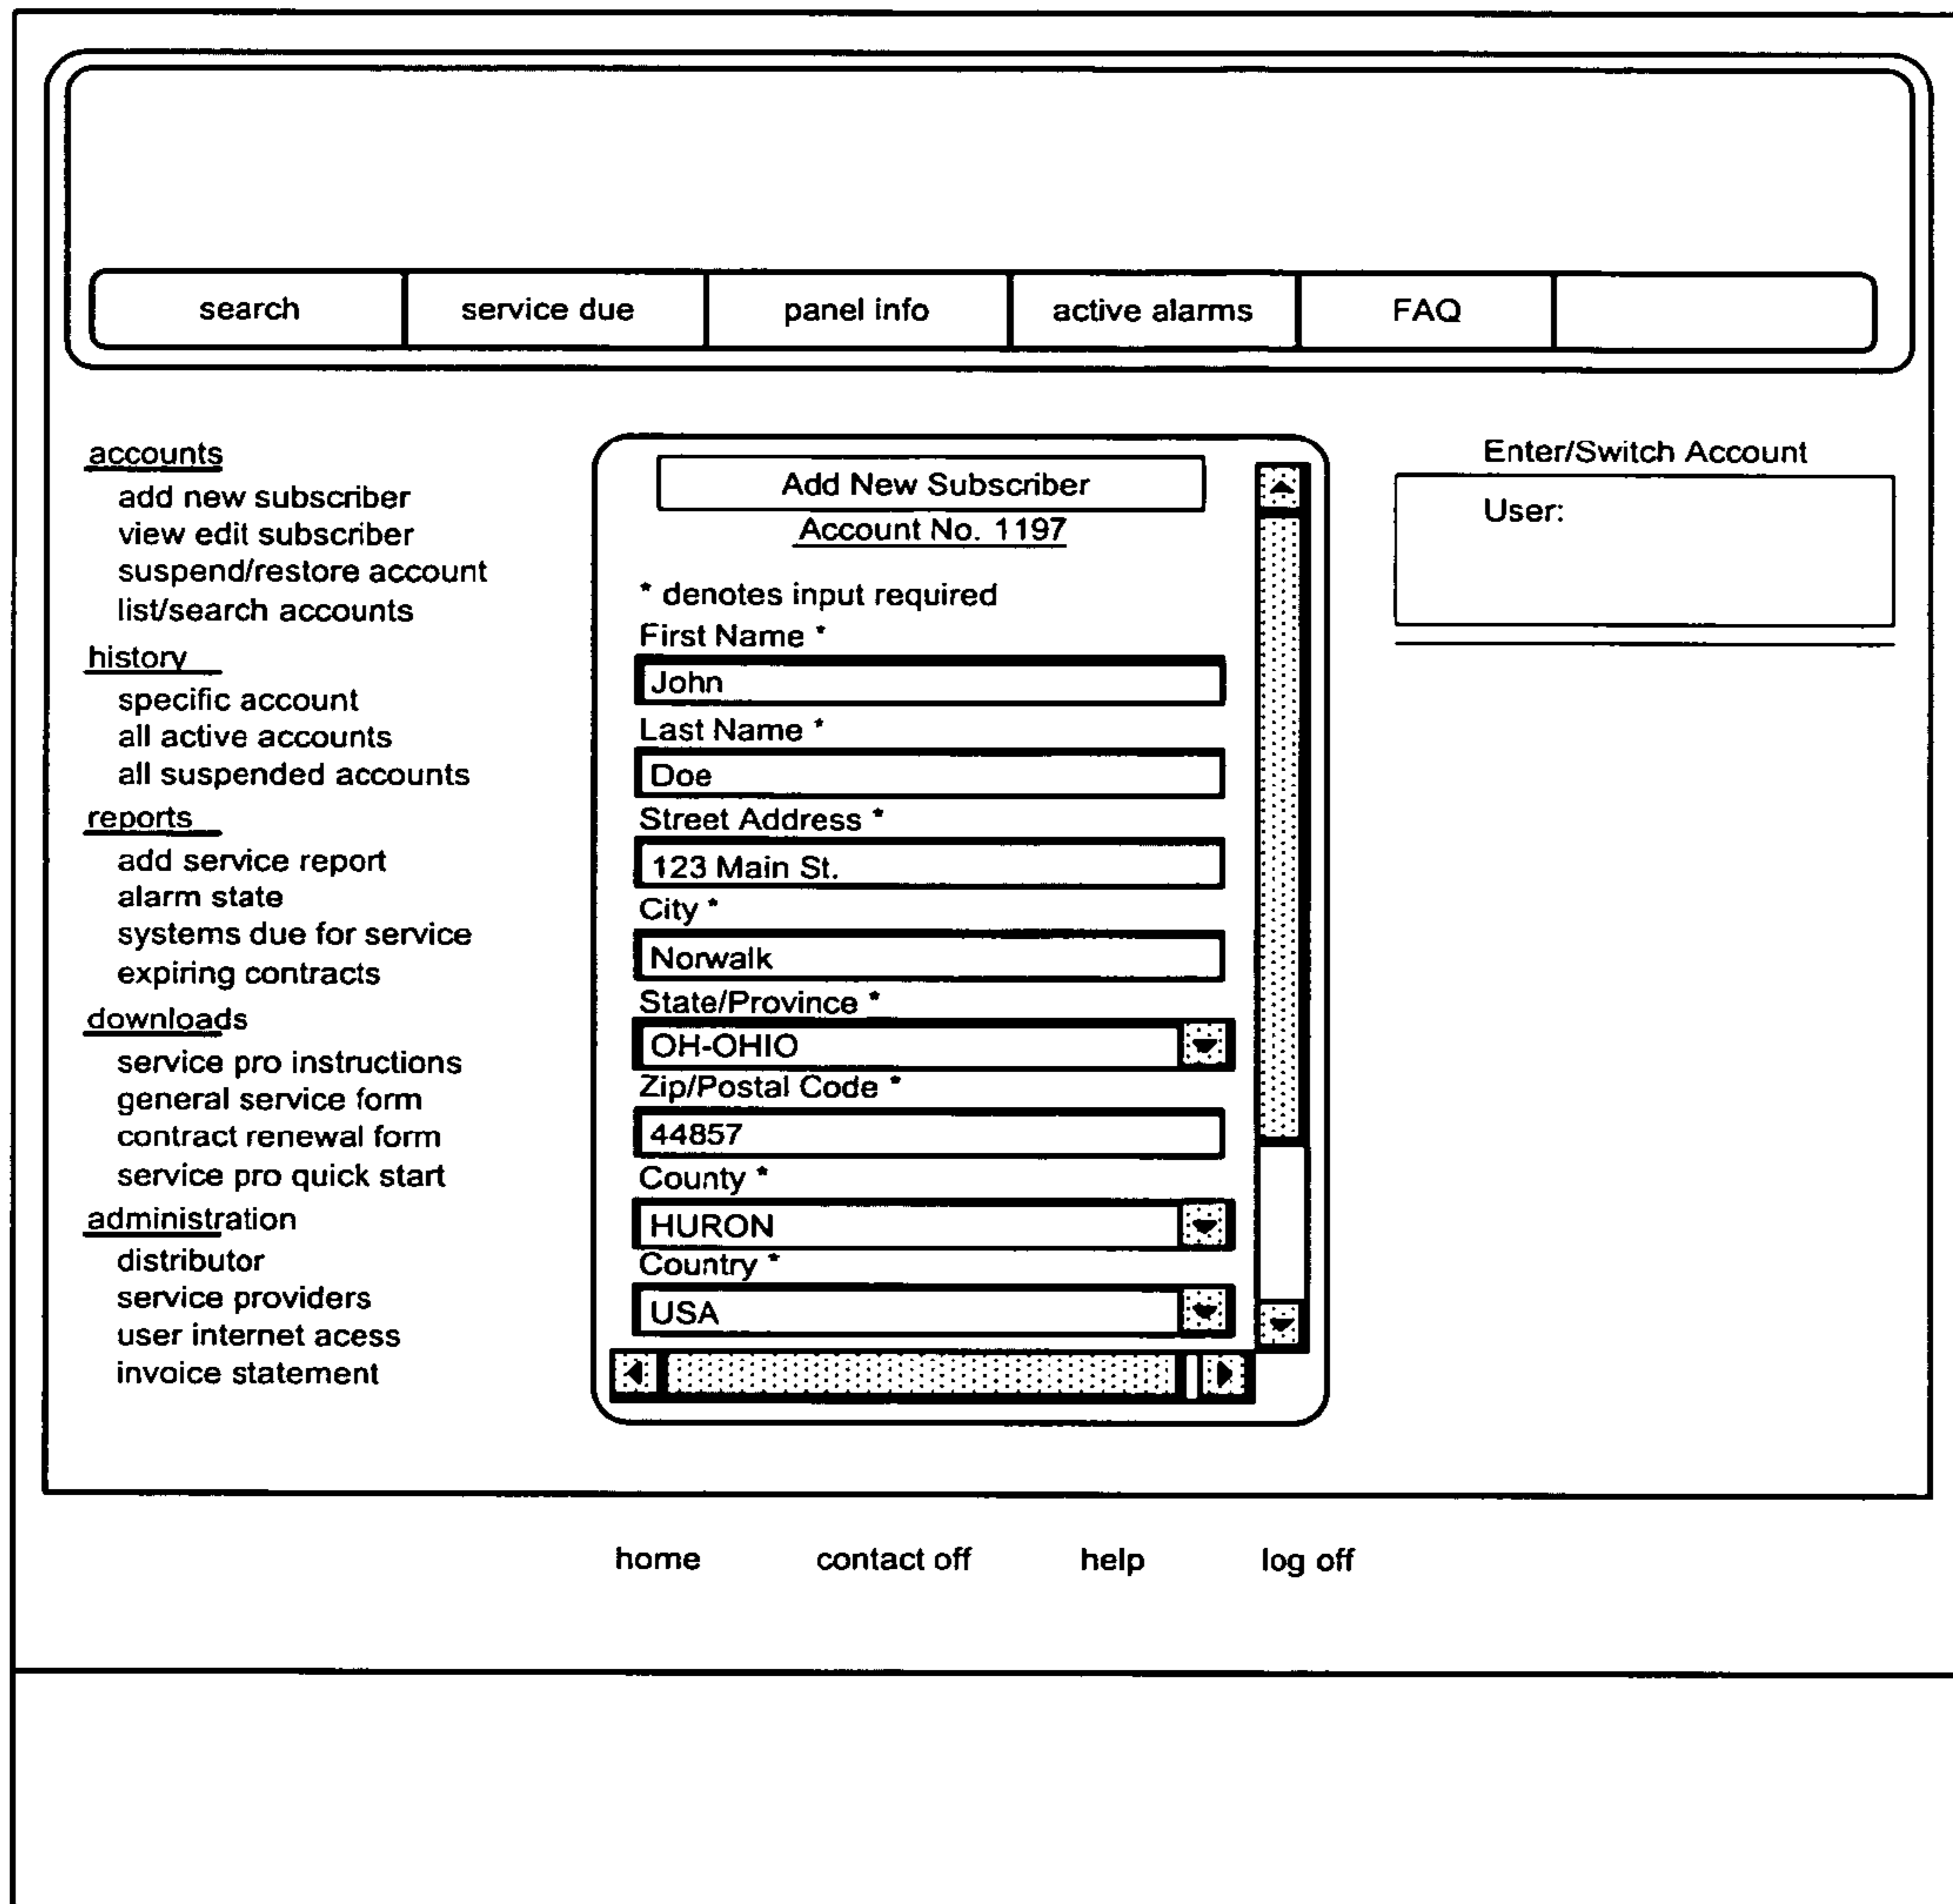 search service due panel info active alarms FAQ
accounts
add new subscriber
view edit subscriber
suspend/restore account
list/search accounts
history
specific account
all active accounts
all suspended accounts
reports
add service report
alarm state
systems due for service
expiring contracts
downloads
service pro instructions
general service form
contract renewal form
service pro quick start
administration
distributor
service providers
user internet acess
invoice statement
Add New Subscriber
Account No. 1197
* denotes input required
First Name *
John
Last Name *
Doe
Street Address *
123 Main St.
City *
Norwalk
State/Province *
OH-OHIO
Zip/Postal Code *
44857
County *
HURON
Country *
USA
Enter/Switch Account
User:
home contact off help log off